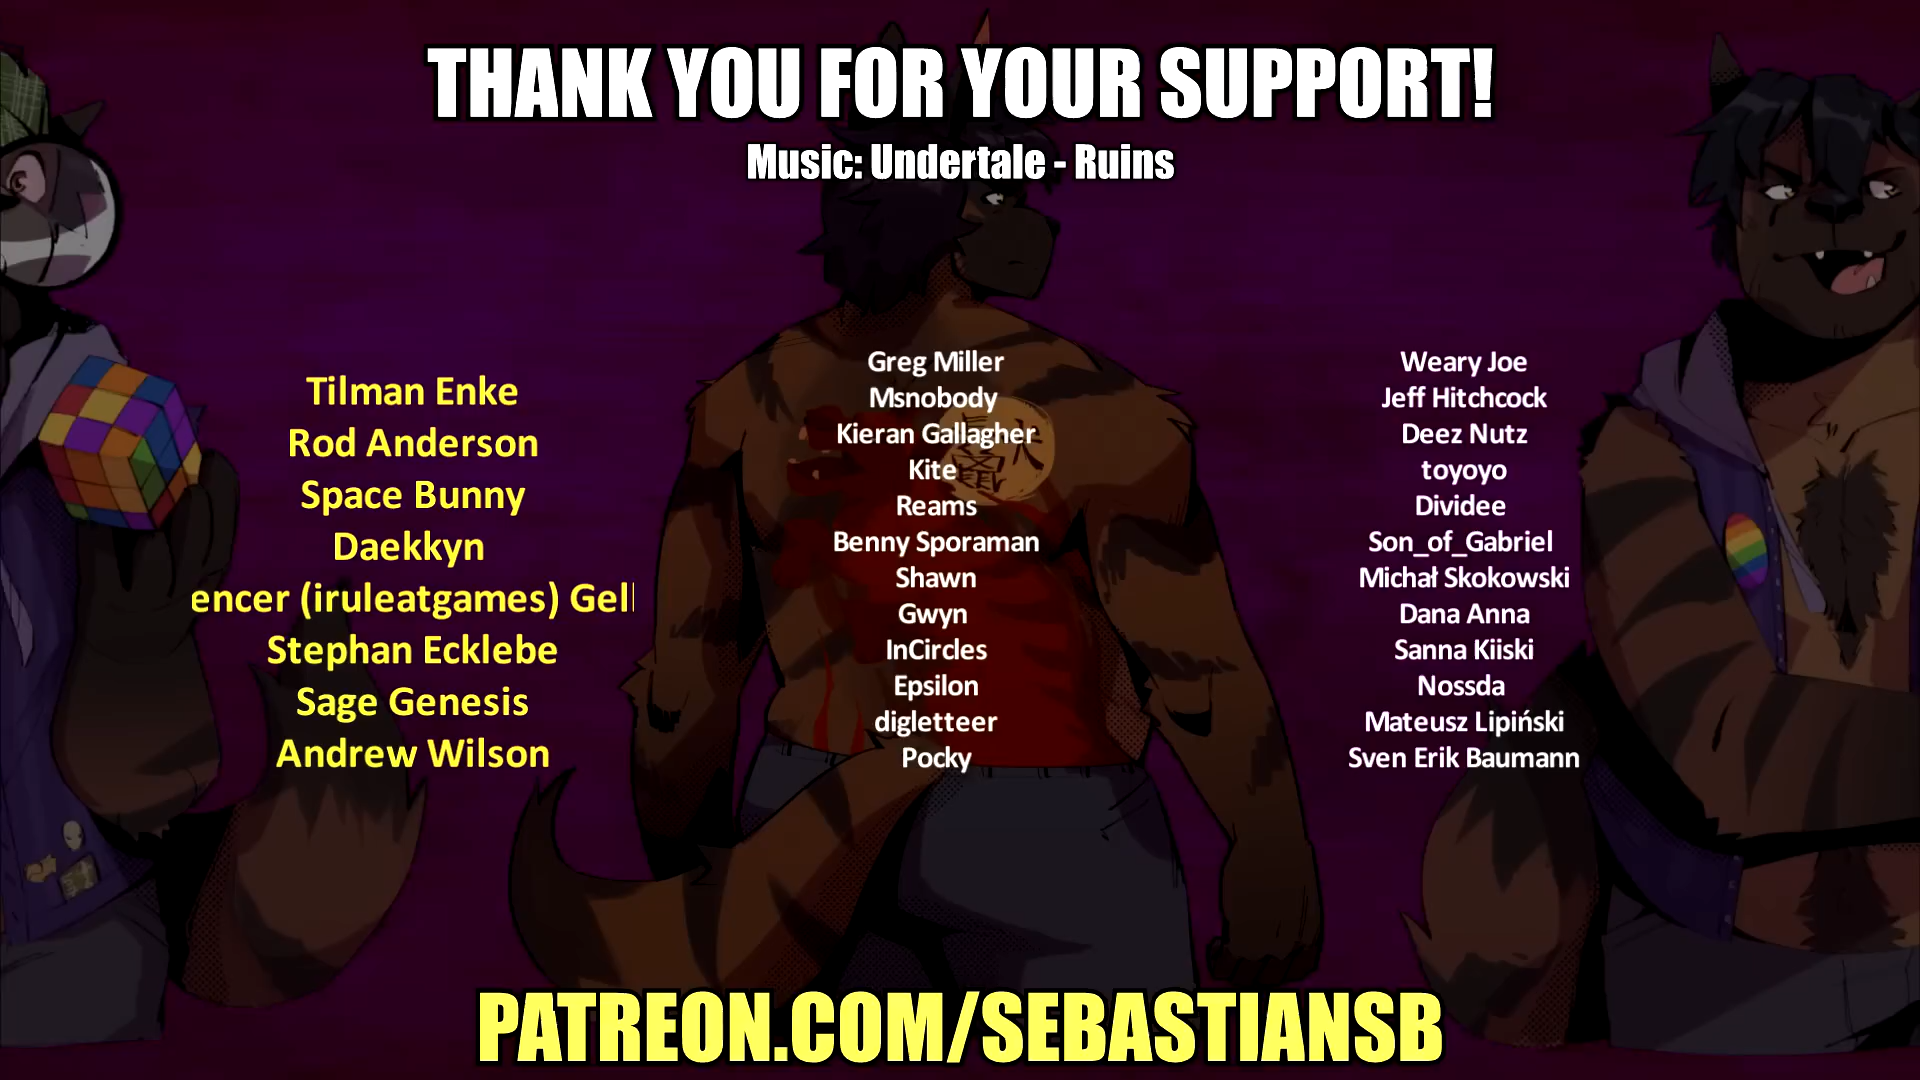 THANK YOU FOR YOUR SUPPORT!
Music: Undertale - Ruins
Tilman Enke
Rod Anderson
Space Bunny
Daekkyn
encer (iruleatgames) Gell
Stephan Ecklebe
Sage Genesis
Andrew Wilson
Greg Miller
Msnobody
Kieran Gallagher
Kite
Reams
Benny Sporaman
Shawn
Gwyn
InCircles
Epsilon
digletteer
Pocky
Weary Joe
Jeff Hitchcock
Deez Nutz
toyoyo
Dividee
Son_of_Gabriel
Michał Skokowski
Dana Anna
Sanna Kiiski
Nossda
Mateusz Lipiński
Sven Erik Baumann
PATREON.COM/SEBASTIANSB